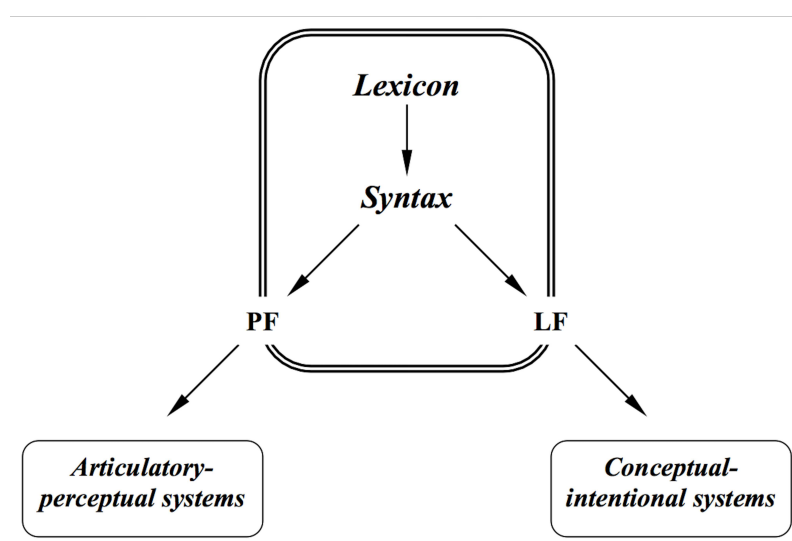 Lexicon
Syntax
PF
LF
Articulatory-
perceptual systems
Conceptual-
intentional systems